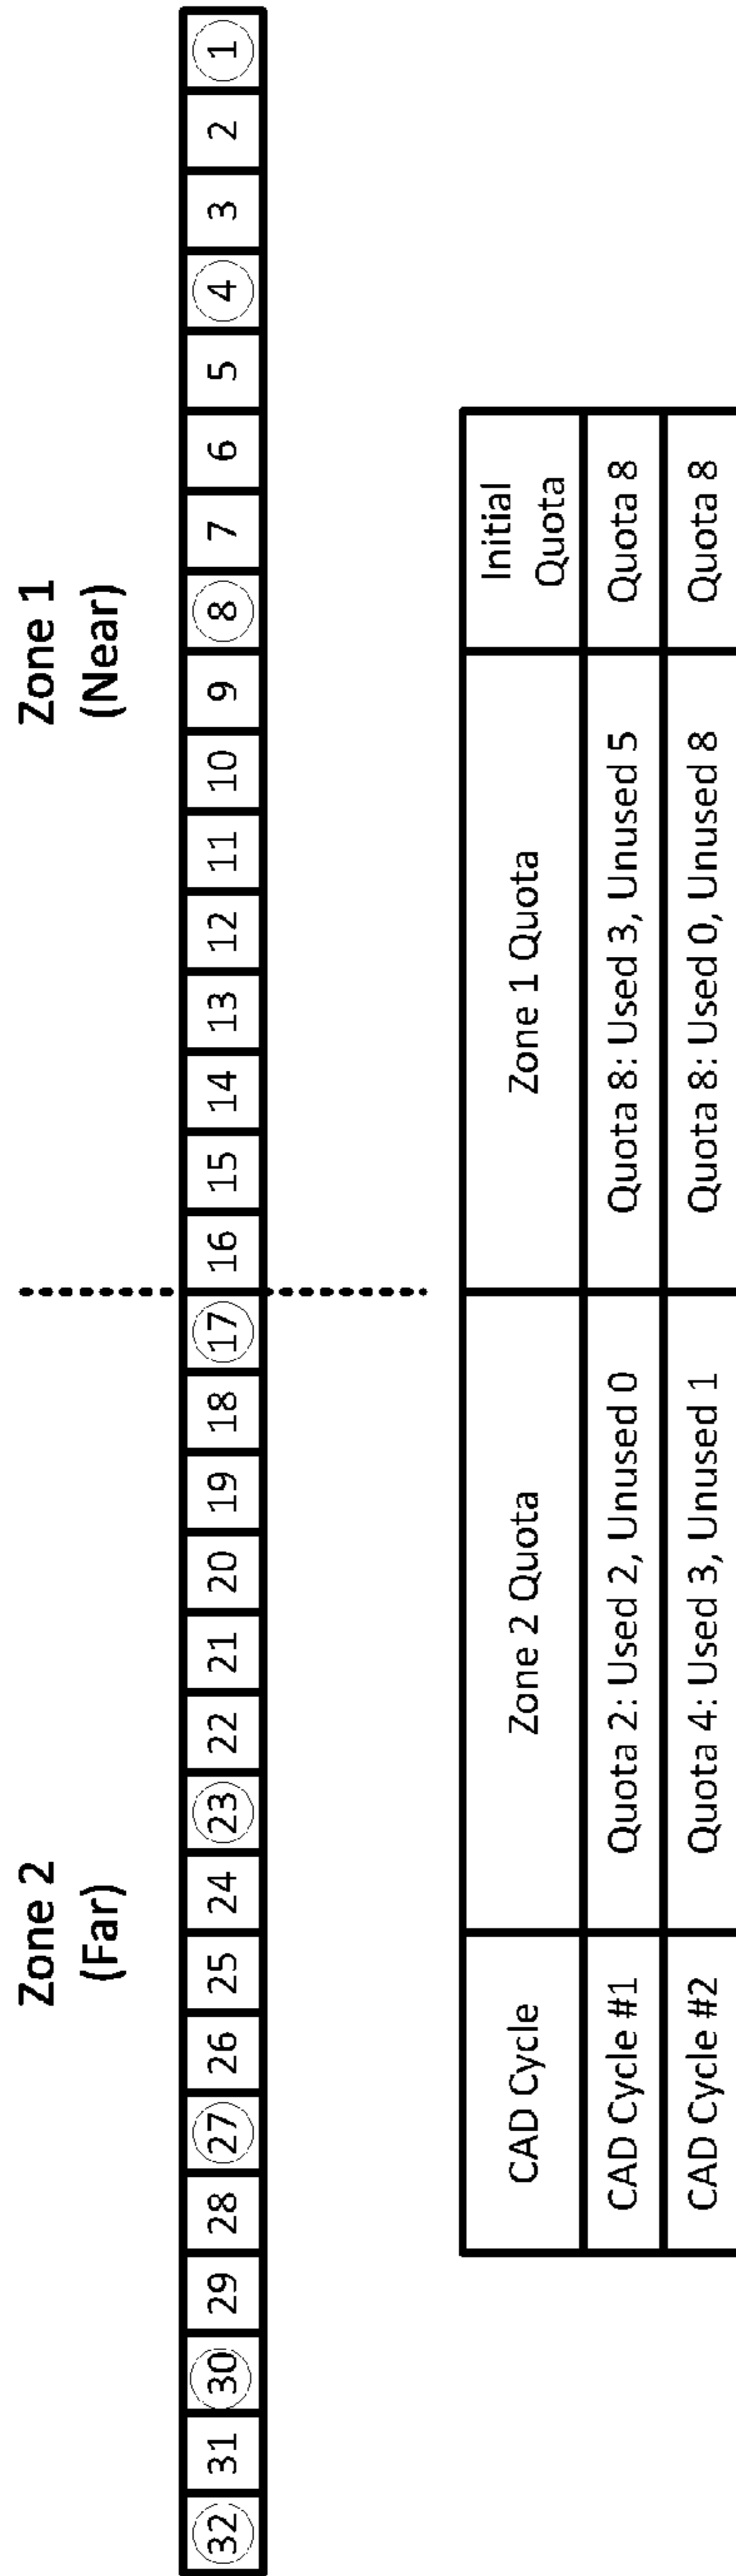 Zone 2
(Far)
Zone 1
(Near)
32 31 30 29 28 27 26 25 24 23 22 21 20 19 18 17 16 15 14 13 12 11 10 9 8 7 6 5 4 3 2 1
CAD Cycle
Zone 2 Quota
Zone 1 Quota
Initial
Quota
CAD Cycle #1
Quota 2: Used 2, Unused 0
Quota 8: Used 3, Unused 5
Quota 8
CAD Cycle #2
Quota 4: Used 3, Unused 1
Quota 8: Used 0, Unused 8
Quota 8